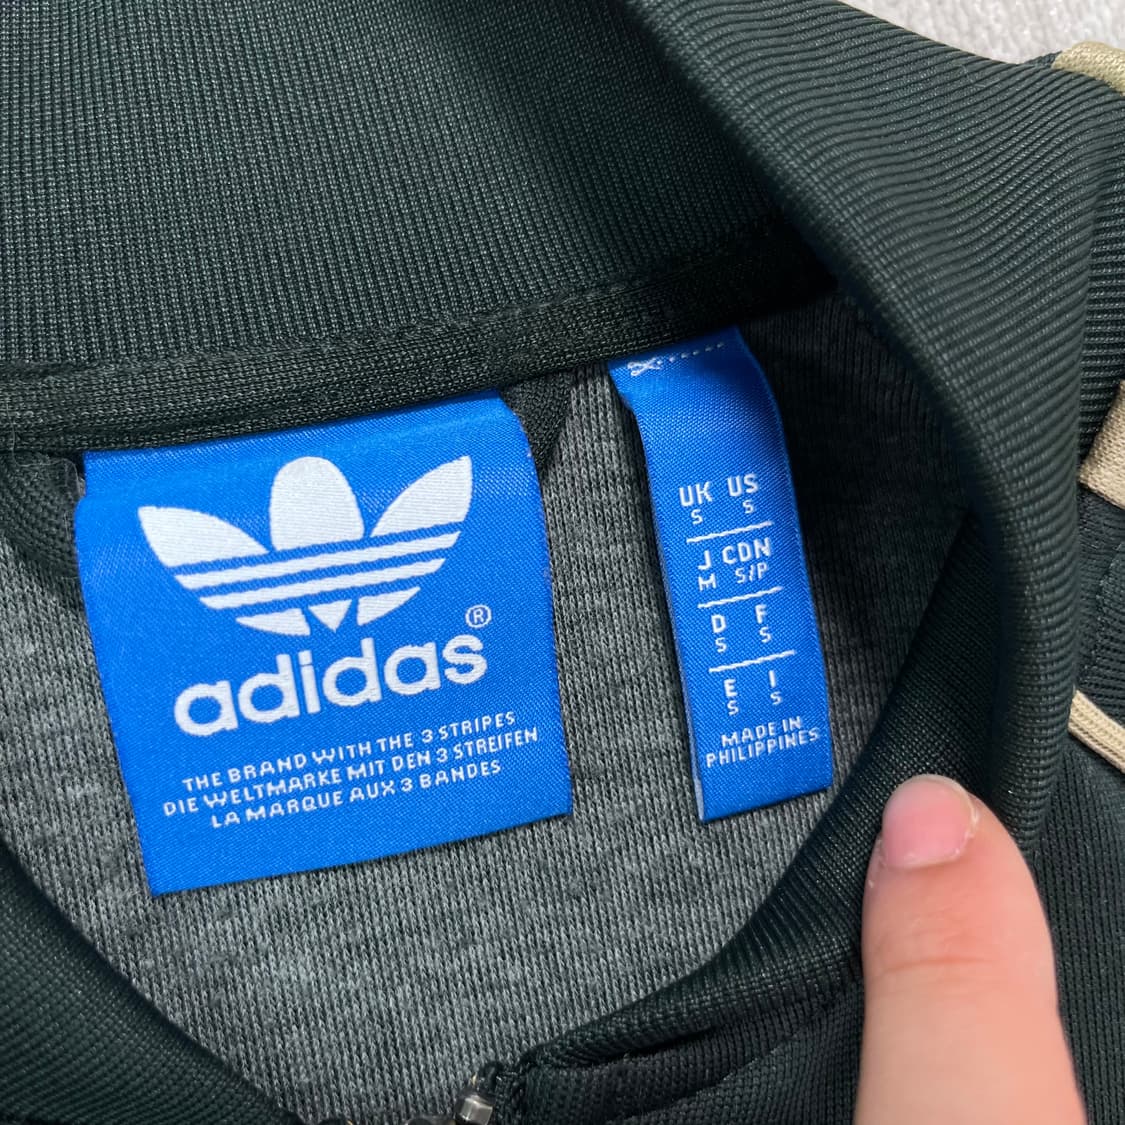 adidas®
THE BRAND WITH THE 3 STRIPES
DIE WELTMARKE MIT DEN 3 STREIFEN
LA MARQUE AUX 3 BANDES
UK US
S S
J CDN
M S/P
D F
S S
E I
S S
MADE IN
PHILIPPINES